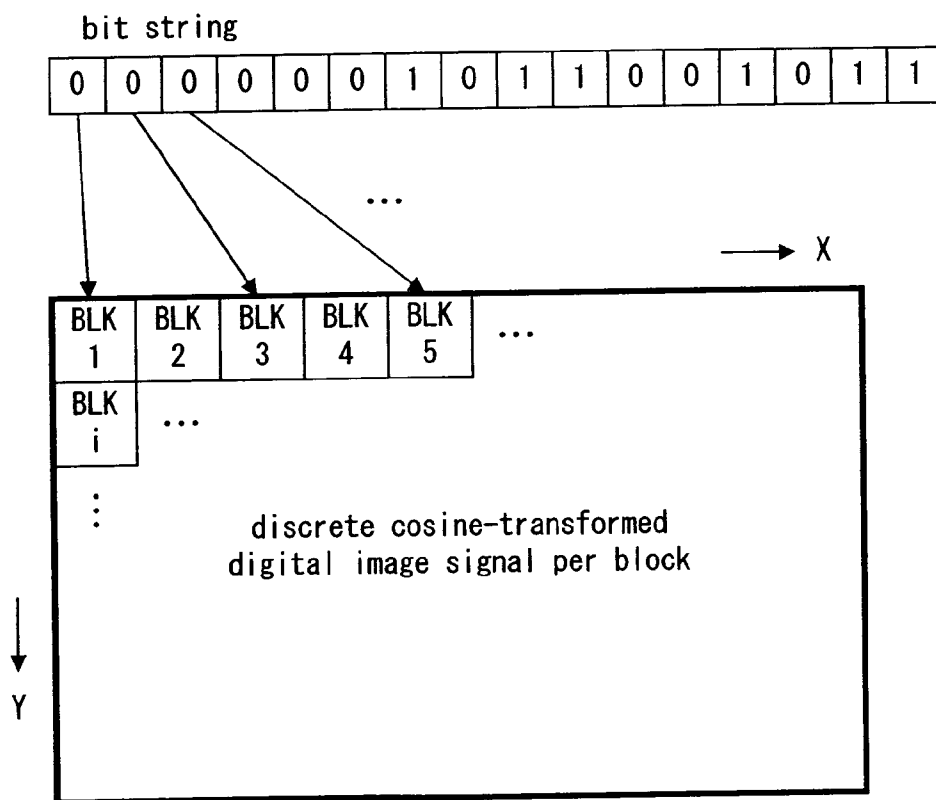 bit string
0 0 0 0 0 0 1 0 1 1 0 0 1 0 1 1
...
X
BLK BLK BLK BLK BLK
1 2 3 4 5 ...
BLK
i ...
⋮
discrete cosine-transformed
digital image signal per block
Y